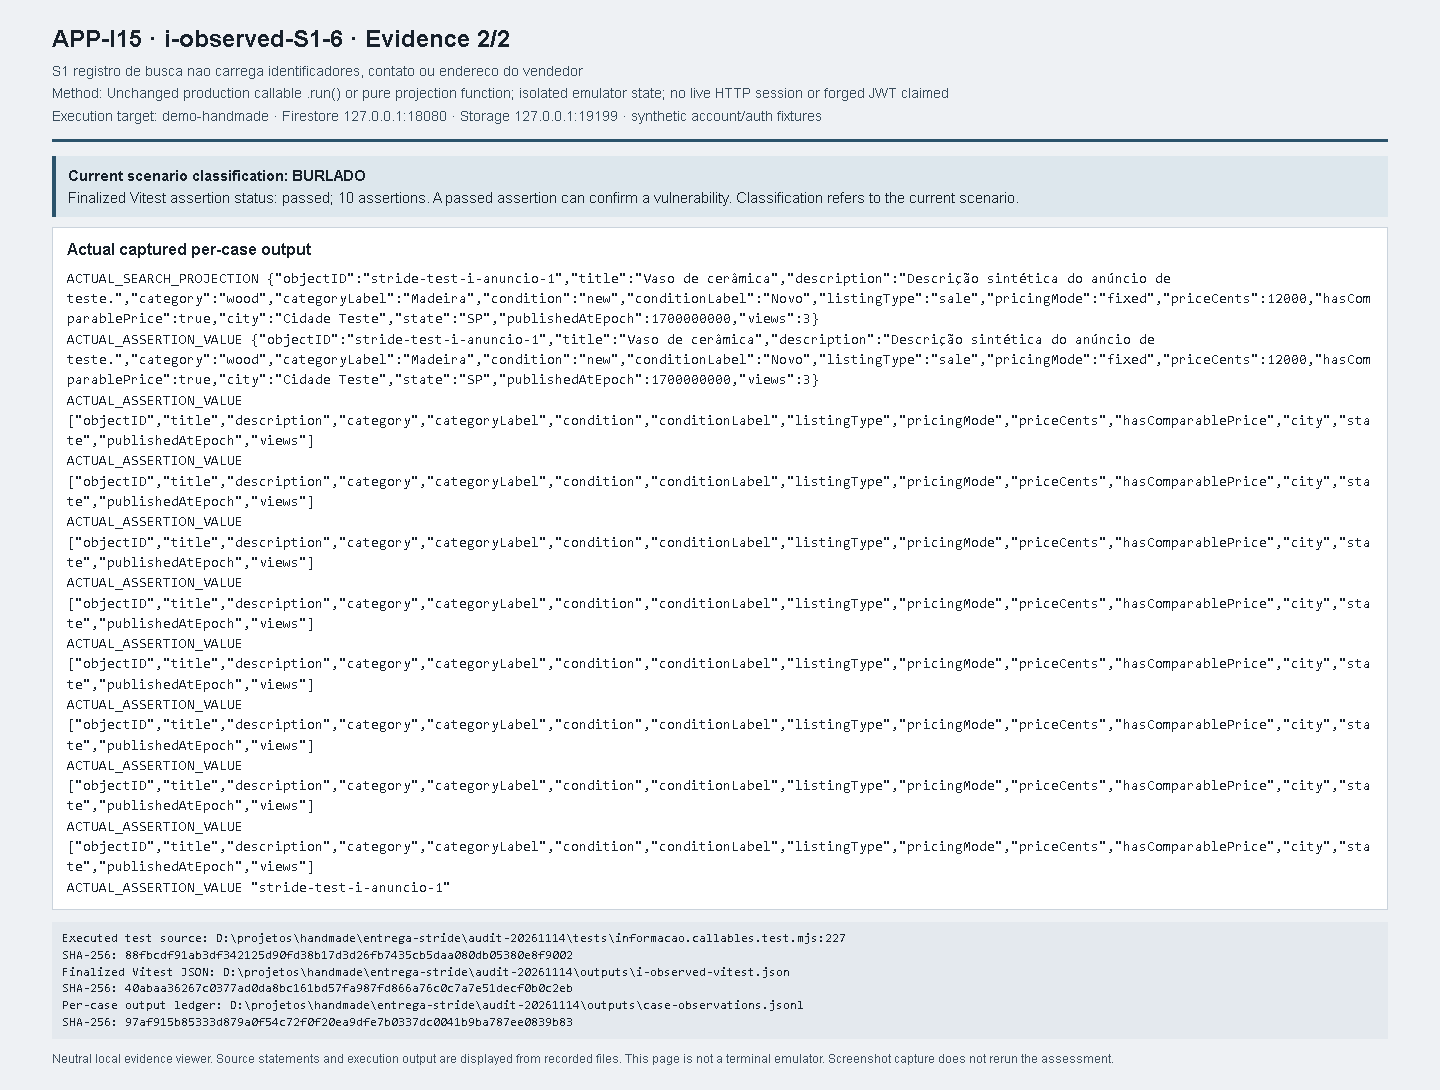 APP-I15 · i-observed-S1-6 · Evidence 2/2
S1 registro de busca nao carrega identificadores, contato ou endereco do vendedor
Method: Unchanged production callable .run() or pure projection function; isolated emulator state; no live HTTP session or forged JWT claimed
Execution target: demo-handmade · Firestore 127.0.0.1:18080 · Storage 127.0.0.1:19199 · synthetic account/auth fixtures
Current scenario classification: BURLADO
Finalized Vitest assertion status: passed; 10 assertions. A passed assertion can confirm a vulnerability. Classification refers to the current scenario.
Actual captured per-case output
ACTUAL_SEARCH_PROJECTION {"objectID":"stride-test-i-anuncio-1","title":"Vaso de cerâmica","description":"Descrição sintética do anúncio de
teste.","category":"wood","categoryLabel":"Madeira","condition":"new","conditionLabel":"Novo","listingType":"sale","pricingMode":"fixed","priceCents":12000,"hasCom
parablePrice":true,"city":"Cidade Teste","state":"SP","publishedAtEpoch":1700000000,"views":3}
ACTUAL_ASSERTION_VALUE {"objectID":"stride-test-i-anuncio-1","title":"Vaso de cerâmica","description":"Descrição sintética do anúncio de
teste.","category":"wood","categoryLabel":"Madeira","condition":"new","conditionLabel":"Novo","listingType":"sale","pricingMode":"fixed","priceCents":12000,"hasCom
parablePrice":true,"city":"Cidade Teste","state":"SP","publishedAtEpoch":1700000000,"views":3}
ACTUAL_ASSERTION_VALUE
["objectID","title","description","category","categoryLabel","condition","conditionLabel","listingType","pricingMode","priceCents","hasComparablePrice","city","sta
te","publishedAtEpoch","views"]
ACTUAL_ASSERTION_VALUE
["objectID","title","description","category","categoryLabel","condition","conditionLabel","listingType","pricingMode","priceCents","hasComparablePrice","city","sta
te","publishedAtEpoch","views"]
ACTUAL_ASSERTION_VALUE
["objectID","title","description","category","categoryLabel","condition","conditionLabel","listingType","pricingMode","priceCents","hasComparablePrice","city","sta
te","publishedAtEpoch","views"]
ACTUAL_ASSERTION_VALUE
["objectID","title","description","category","categoryLabel","condition","conditionLabel","listingType","pricingMode","priceCents","hasComparablePrice","city","sta
te","publishedAtEpoch","views"]
ACTUAL_ASSERTION_VALUE
["objectID","title","description","category","categoryLabel","condition","conditionLabel","listingType","pricingMode","priceCents","hasComparablePrice","city","sta
te","publishedAtEpoch","views"]
ACTUAL_ASSERTION_VALUE
["objectID","title","description","category","categoryLabel","condition","conditionLabel","listingType","pricingMode","priceCents","hasComparablePrice","city","sta
te","publishedAtEpoch","views"]
ACTUAL_ASSERTION_VALUE
["objectID","title","description","category","categoryLabel","condition","conditionLabel","listingType","pricingMode","priceCents","hasComparablePrice","city","sta
te","publishedAtEpoch","views"]
ACTUAL_ASSERTION_VALUE
["objectID","title","description","category","categoryLabel","condition","conditionLabel","listingType","pricingMode","priceCents","hasComparablePrice","city","sta
te","publishedAtEpoch","views"]
ACTUAL_ASSERTION_VALUE "stride-test-i-anuncio-1"
Executed test source: D:\projetos\handmade\entrega-stride\audit-20261114\tests\informacao.callables.test.mjs:227
SHA-256: 88fbcdf91ab3df342125d90fd38b17d3d26fb7435cb5daa080db05380e8f9002
Finalized Vitest JSON: D:\projetos\handmade\entrega-stride\audit-20261114\outputs\i-observed-vitest.json
SHA-256: 40abaa36267c0377ad0da8bc161bd57fa987fd866a76c0c7a7e51decf0b0c2eb
Per-case output ledger: D:\projetos\handmade\entrega-stride\audit-20261114\outputs\case-observations.jsonl
SHA-256: 97af915b85333d879a0f54c72f0f20ea9dfe7b0337dc0041b9ba787ee0839b83
Neutral local evidence viewer. Source statements and execution output are displayed from recorded files. This page is not a terminal emulator. Screenshot capture does not rerun the assessment.